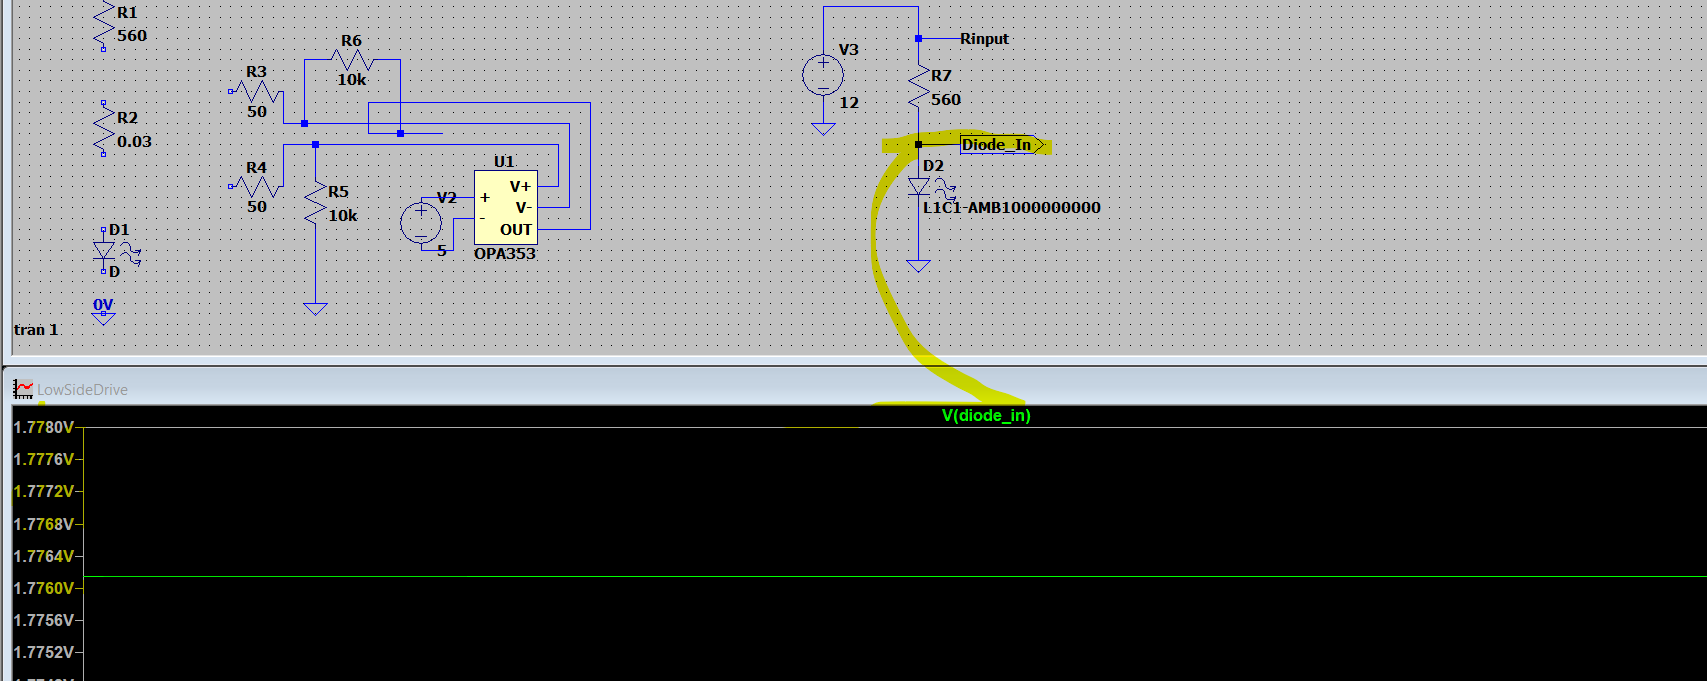 R1
560
R6
10k
R3
50
R2
0.03
R4
50
R5
10k
U1
V2
5
+
-
V+
V-
OUT
OPA353
D1
D
0V
tran 1
V3
12
Rinput
R7
560
Diode_In
D2
L1C1-AMB1000000000
LowSideDrive
V(diode_in)
1.7780V
1.7776V
1.7772V
1.7768V
1.7764V
1.7760V
1.7756V
1.7752V